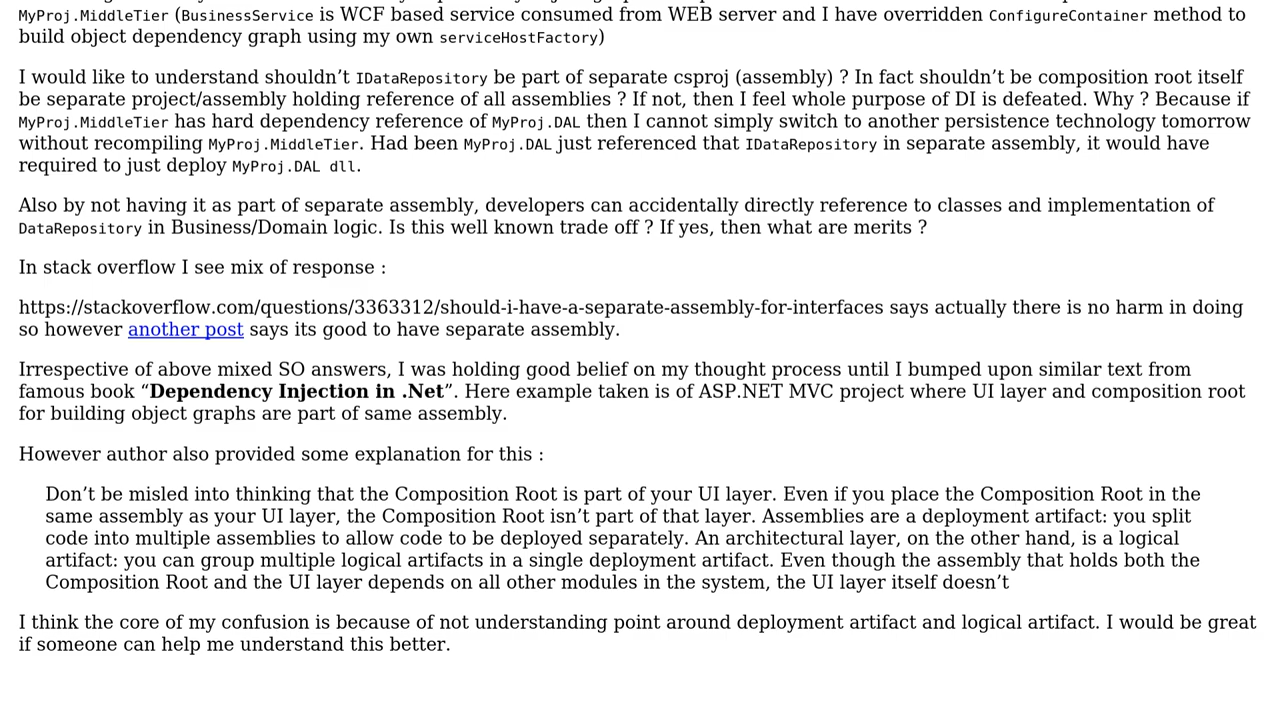 MyProj.MiddleTier (BusinessService is WCF based service consumed from WEB server and I have overridden ConfigureContainer method to
build object dependency graph using my own serviceHostFactory)
I would like to understand shouldn’t IDataRepository be part of separate csproj (assembly) ? In fact shouldn’t be composition root itself
be separate project/assembly holding reference of all assemblies ? If not, then I feel whole purpose of DI is defeated. Why ? Because if
MyProj.MiddleTier has hard dependency reference of MyProj.DAL then I cannot simply switch to another persistence technology tomorrow
without recompiling MyProj.MiddleTier. Had been MyProj.DAL just referenced that IDataRepository in separate assembly, it would have
required to just deploy MyProj.DAL dll.
Also by not having it as part of separate assembly, developers can accidentally directly reference to classes and implementation of
DataRepository in Business/Domain logic. Is this well known trade off ? If yes, then what are merits ?
In stack overflow I see mix of response :
https://stackoverflow.com/questions/3363312/should-i-have-a-separate-assembly-for-interfaces says actually there is no harm in doing
so however another post says its good to have separate assembly.
Irrespective of above mixed SO answers, I was holding good belief on my thought process until I bumped upon similar text from
famous book “Dependency Injection in .Net”. Here example taken is of ASP.NET MVC project where UI layer and composition root
for building object graphs are part of same assembly.
However author also provided some explanation for this :
Don’t be misled into thinking that the Composition Root is part of your UI layer. Even if you place the Composition Root in the
same assembly as your UI layer, the Composition Root isn’t part of that layer. Assemblies are a deployment artifact: you split
code into multiple assemblies to allow code to be deployed separately. An architectural layer, on the other hand, is a logical
artifact: you can group multiple logical artifacts in a single deployment artifact. Even though the assembly that holds both the
Composition Root and the UI layer depends on all other modules in the system, the UI layer itself doesn’t
I think the core of my confusion is because of not understanding point around deployment artifact and logical artifact. I would be great
if someone can help me understand this better.